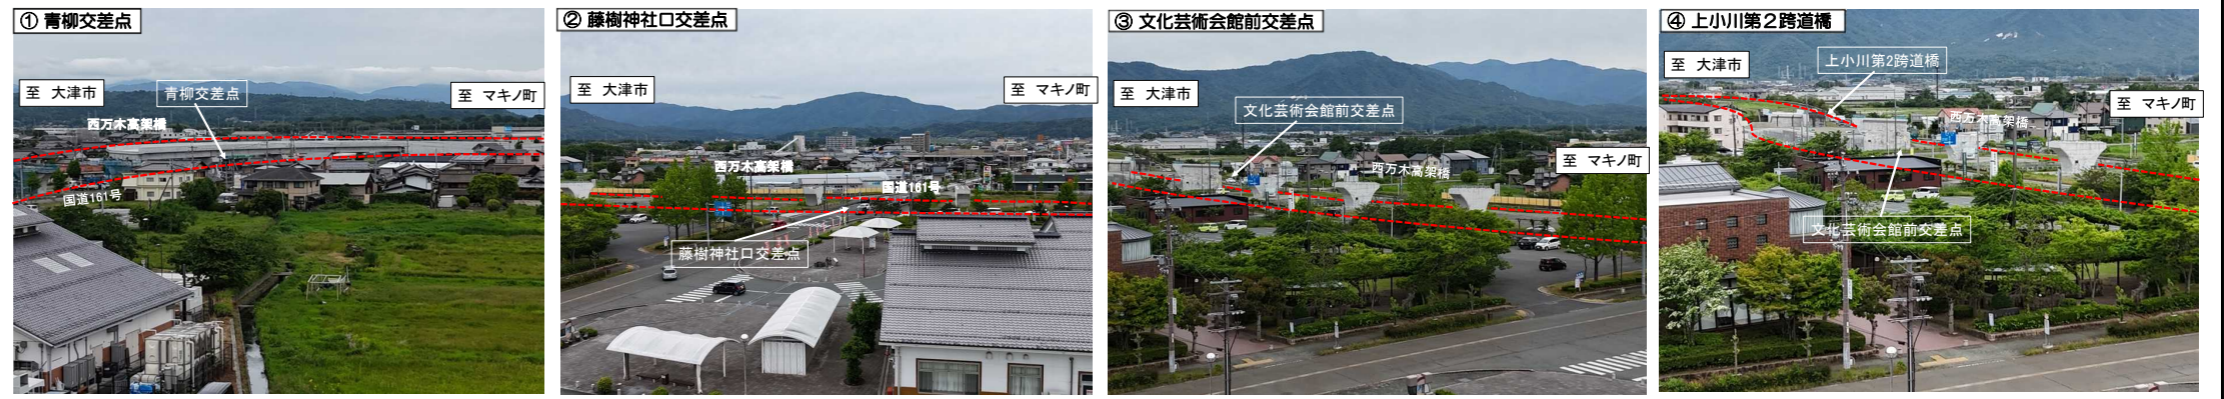 ① 青柳交差点
至 大津市
青柳交差点
至 マキノ町
西万木高架橋
国道161号
② 藤樹神社口交差点
至 大津市
至 マキノ町
西万木高架橋
国道161号
藤樹神社口交差点
③ 文化芸術会館前交差点
至 大津市
文化芸術会館前交差点
至 マキノ町
西万木高架橋
④ 上小川第２跨道橋
至 大津市
上小川第2跨道橋
至 マキノ町
西万木高架橋
文化芸術会館前交差点